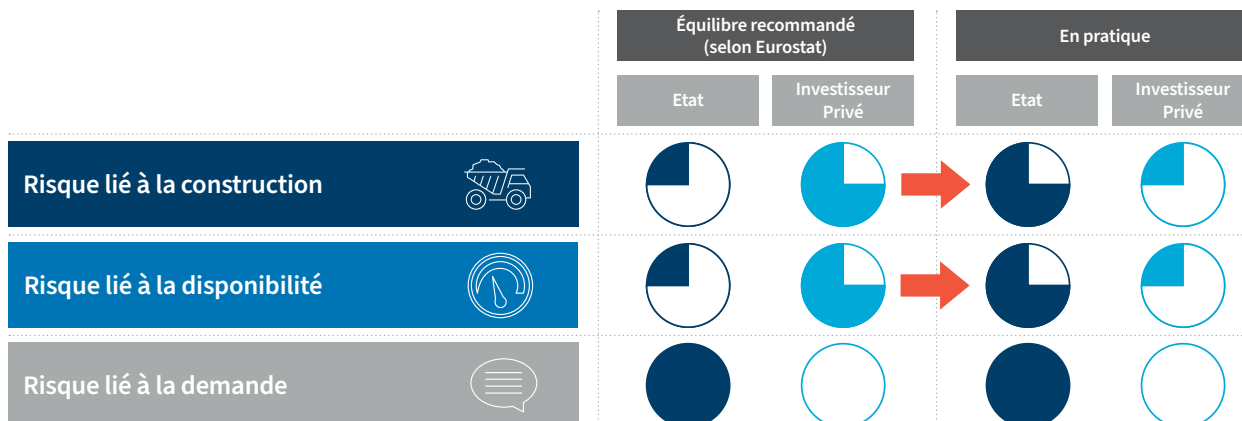 Équilibre recommandé
(selon Eurostat)
En pratique
Etat
Investisseur
Privé
Etat
Investisseur
Privé
Risque lié à la construction
Risque lié à la disponibilité
Risque lié à la demande